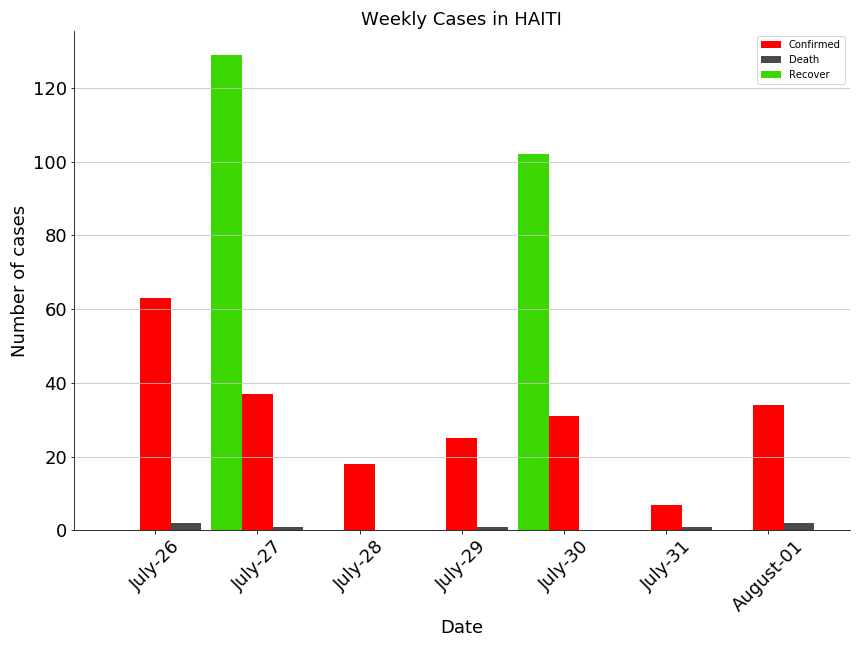 Weekly Cases in HAITI
Confirmed
Death
Recover
Number of cases
120
100
80
60
40
20
0
July-26
July-27
July-28
July-29
July-30
July-31
August-01
Date